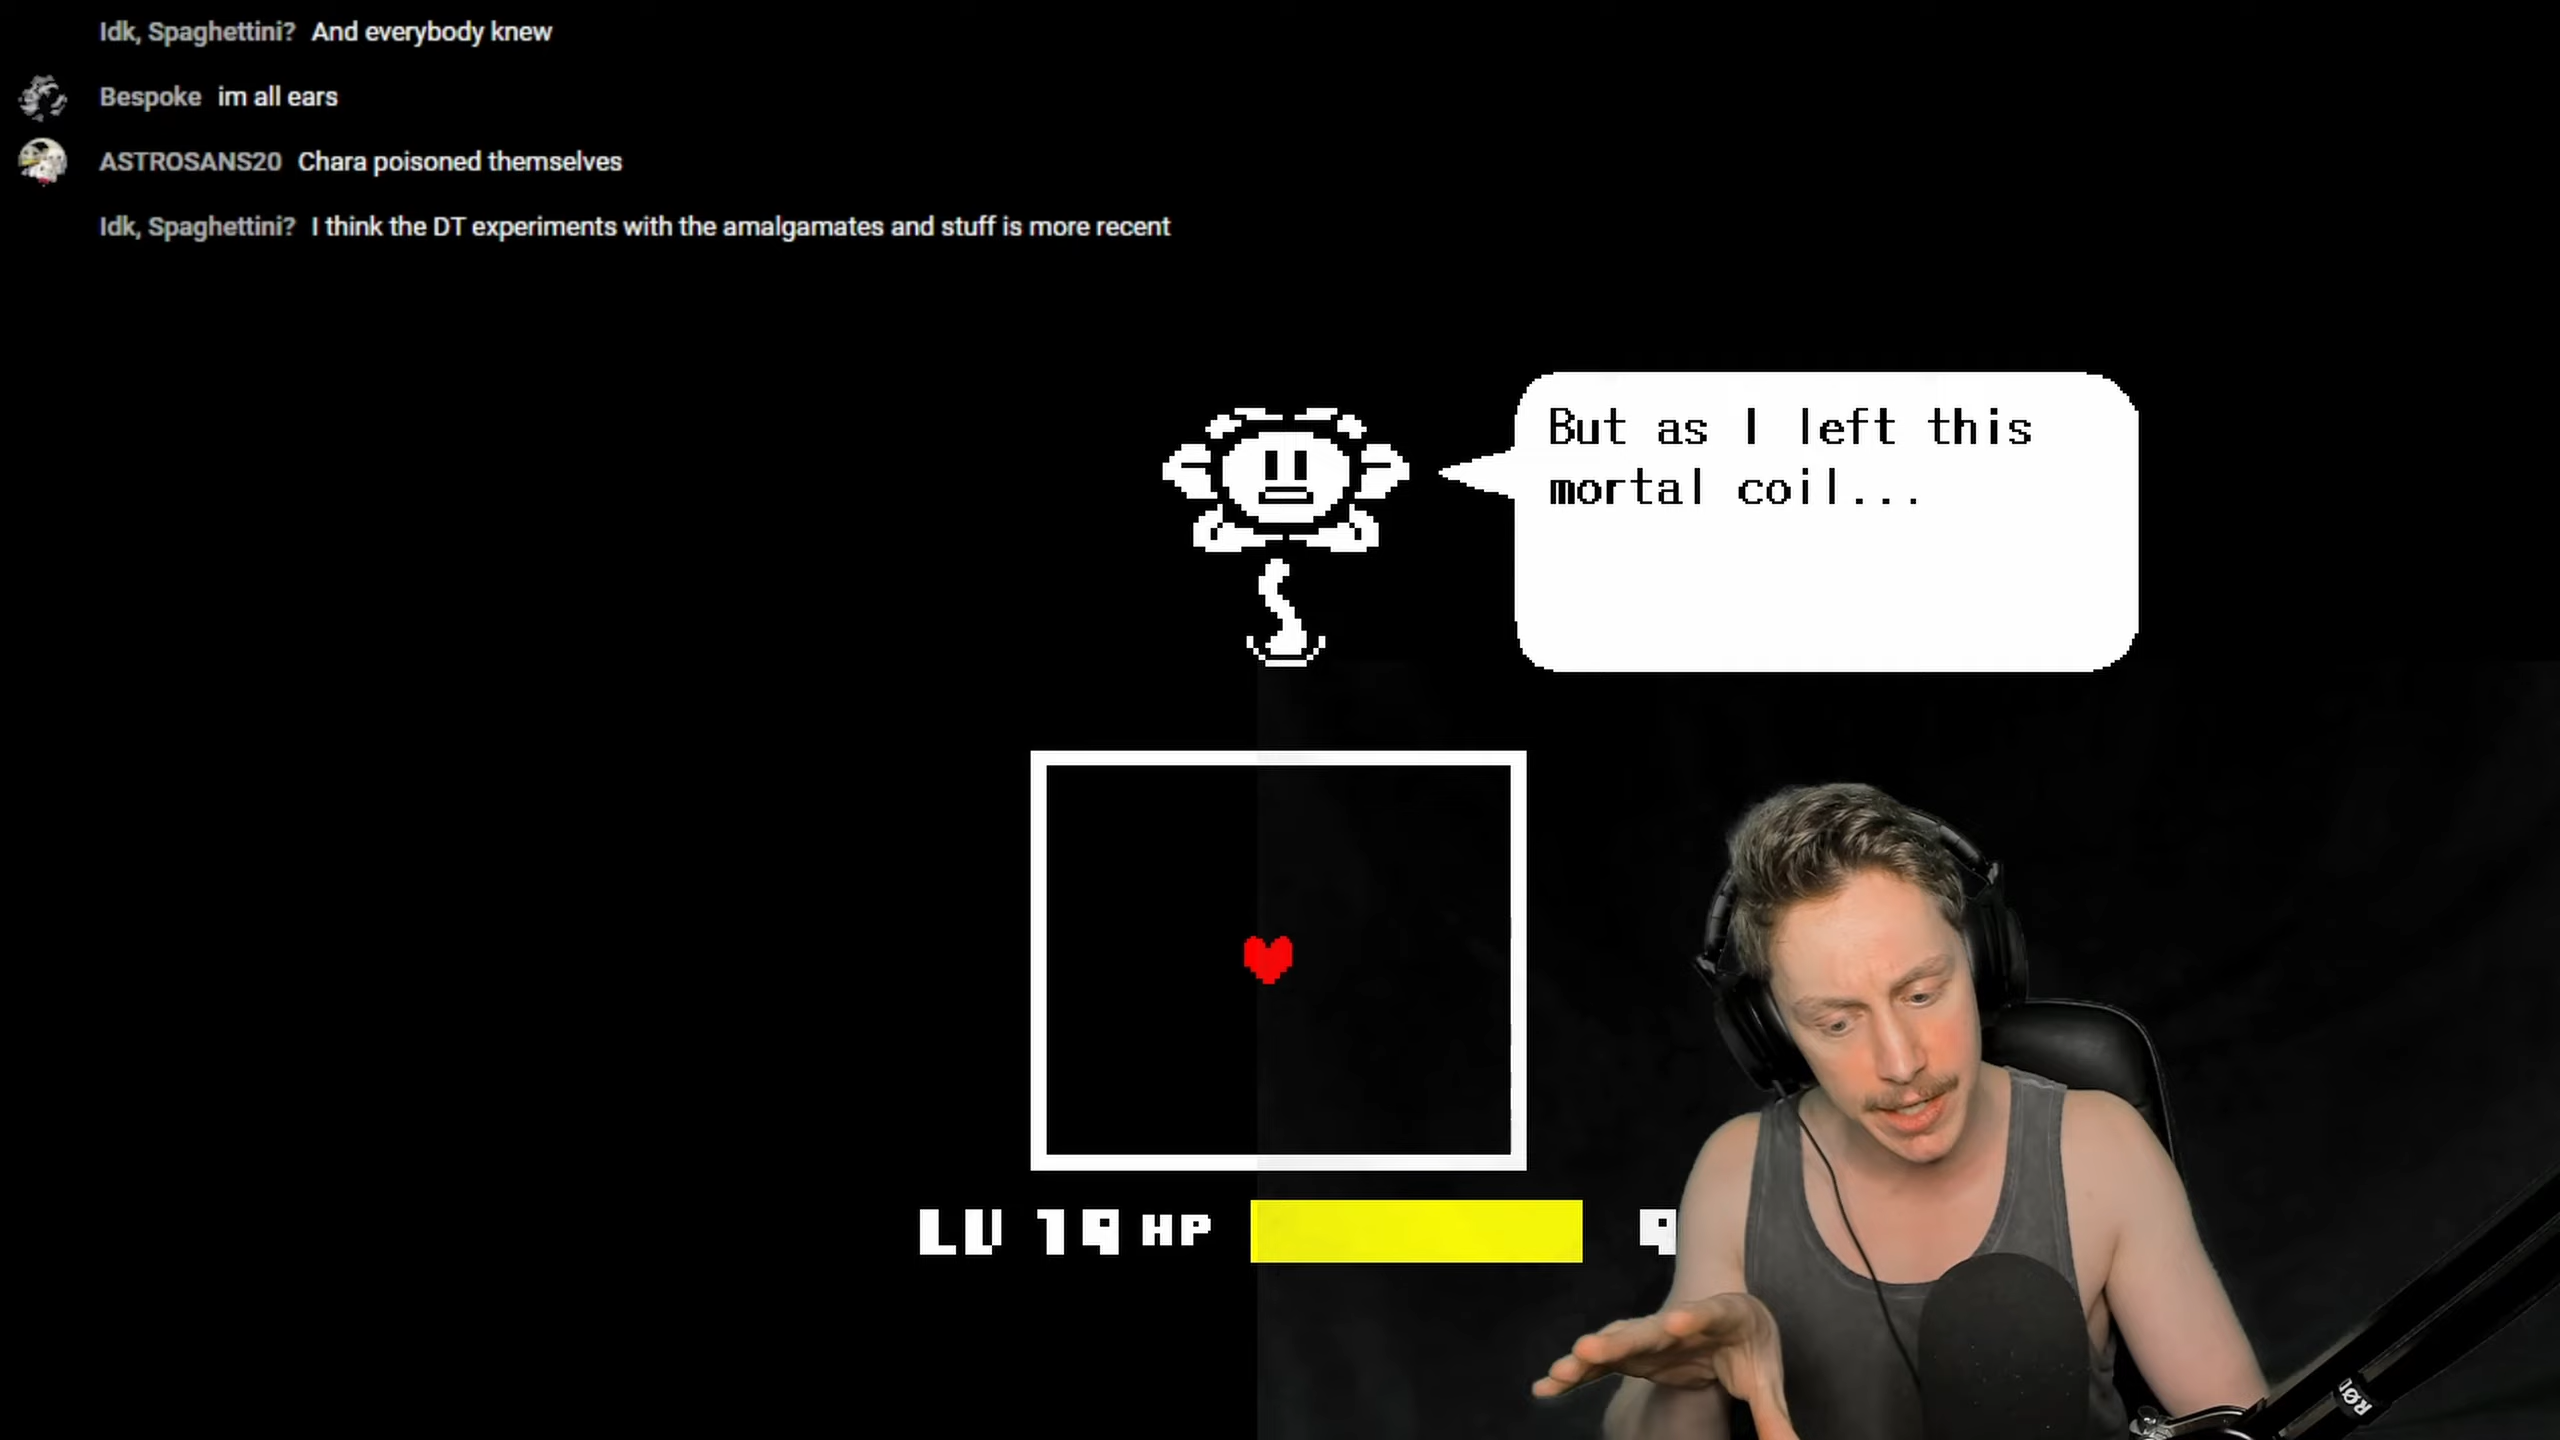 Idk, Spaghettini? And everybody knew
Bespoke im all ears
ASTROSANS20 Chara poisoned themselves
Idk, Spaghettini? I think the DT experiments with the amalgamates and stuff is more recent
But as I left this
mortal coil...
LV 19 HP 9